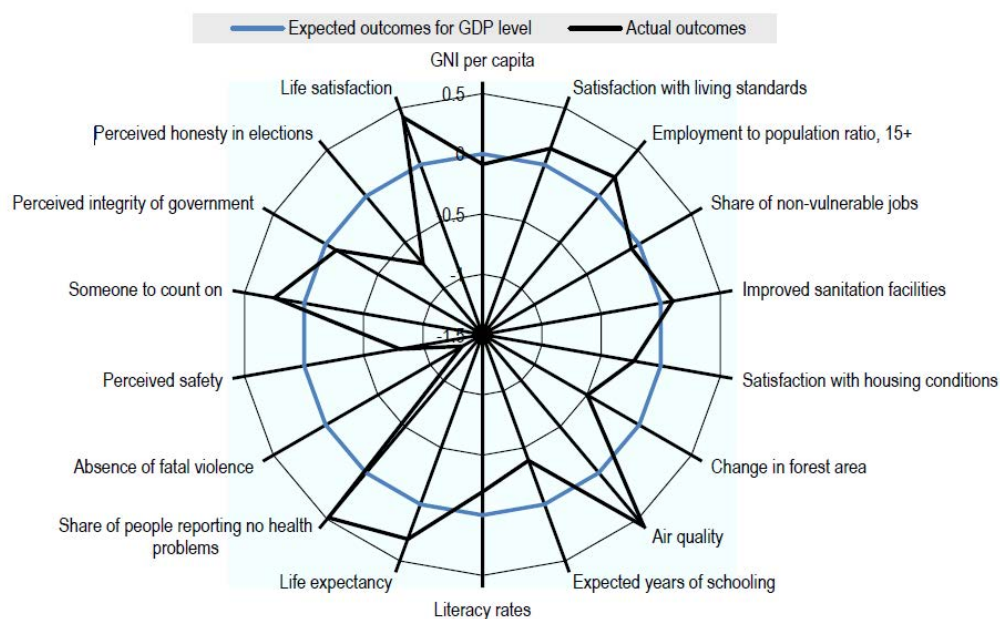 Expected outcomes for GDP level
Actual outcomes
GNI per capita
Life satisfaction
0.5
Satisfaction with living standards
Perceived honesty in elections
Employment to population ratio, 15+
0
Perceived integrity of government
Share of non-vulnerable jobs
0.5
Someone to count on
Improved sanitation facilities
-1
-1.5
Perceived safety
Satisfaction with housing conditions
Absence of fatal violence
Change in forest area
Share of people reporting no health
problems
Air quality
Life expectancy
Expected years of schooling
Literacy rates